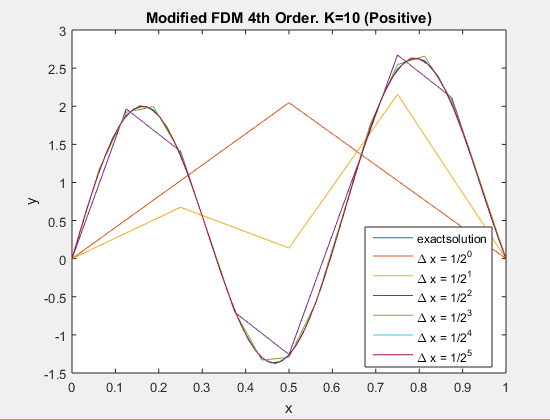 Modified FDM 4th Order. K=10 (Positive)
3
2.5
2
1.5
1
0.5
0
-0.5
-1
-1.5
y
0 0.1 0.2 0.3 0.4 0.5 0.6 0.7 0.8 0.9 1
x
exactsolution
Δ x = 1/2^0
Δ x = 1/2^1
Δ x = 1/2^2
Δ x = 1/2^3
Δ x = 1/2^4
Δ x = 1/2^5